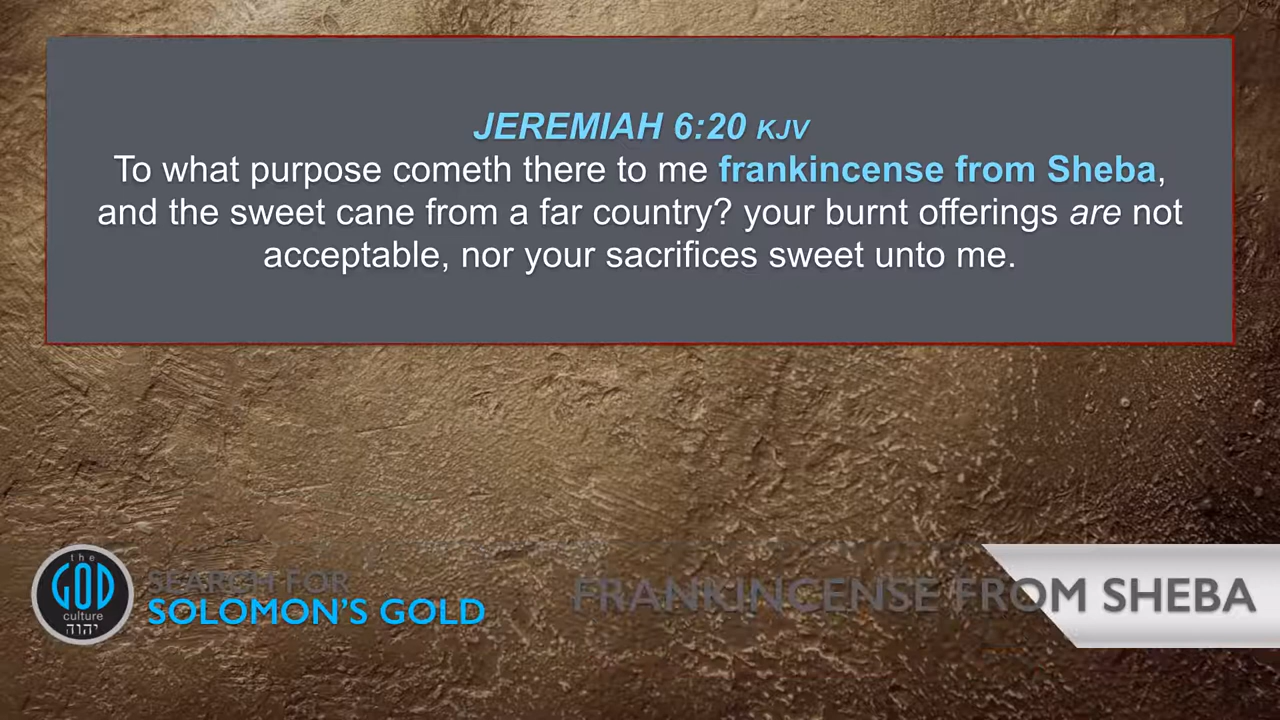 JEREMIAH 6:20 KJV
To what purpose cometh there to me frankincense from Sheba,
and the sweet cane from a far country? your burnt offerings are not
acceptable, nor your sacrifices sweet unto me.
the
GOD
culture
יהוה
SEARCH FOR
SOLOMON'S GOLD
FRANKINCENSE FROM SHEBA